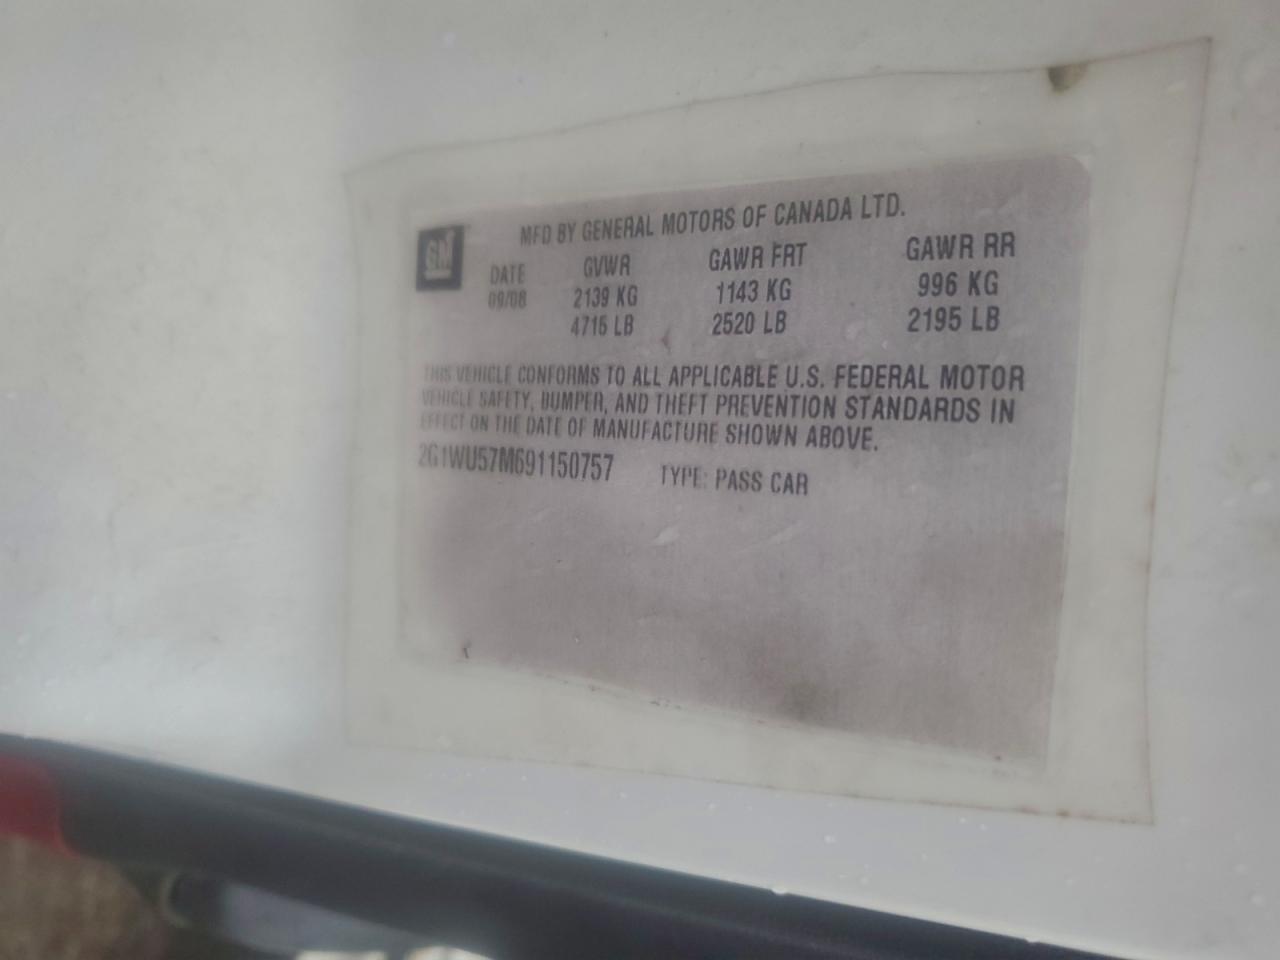 GM
MFD BY GENERAL MOTORS OF CANADA LTD.
DATE GVWR GAWR FRT GAWR RR
09/08 2139 KG 1143 KG 996 KG
4715 LB 2520 LB 2195 LB
THIS VEHICLE CONFORMS TO ALL APPLICABLE U.S. FEDERAL MOTOR
VEHICLE SAFETY, BUMPER, AND THEFT PREVENTION STANDARDS IN
EFFECT ON THE DATE OF MANUFACTURE SHOWN ABOVE.
2G1WU57M691150757 TYPE: PASS CAR